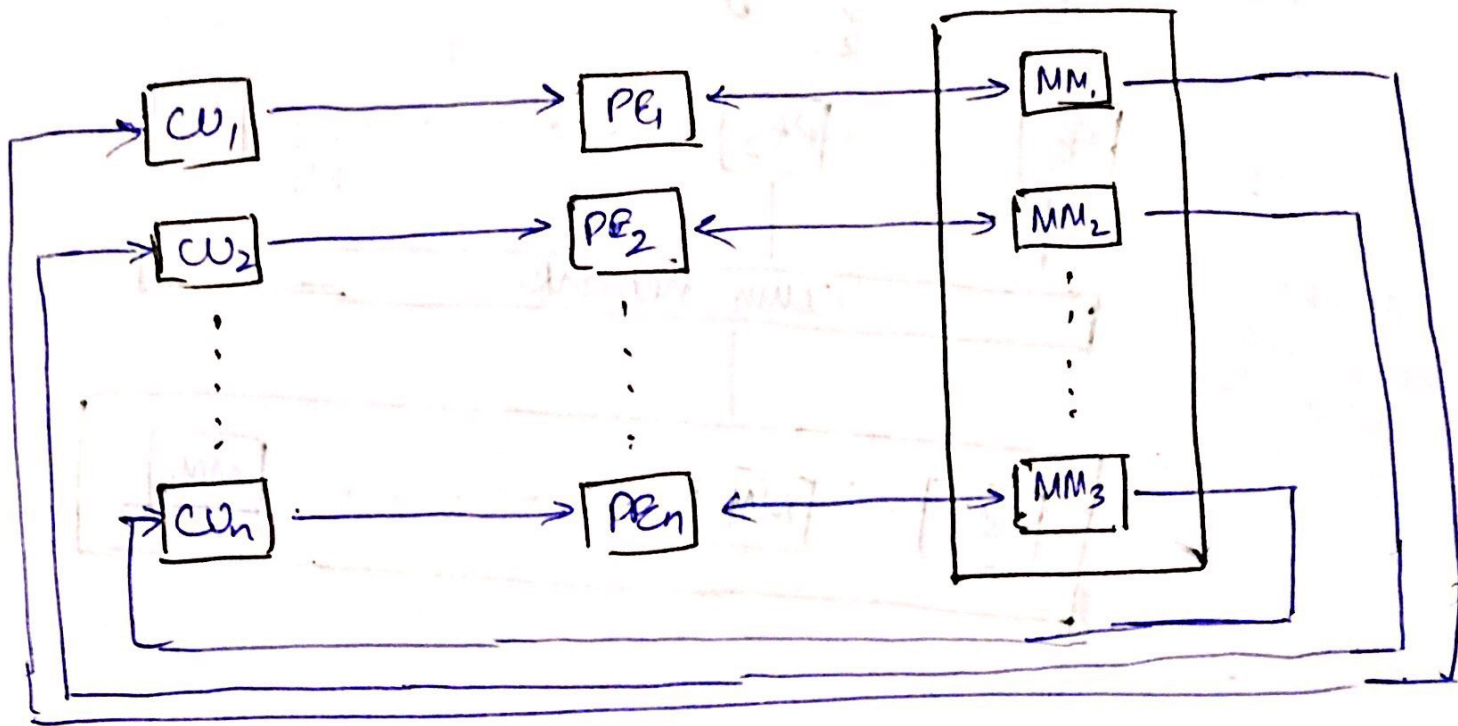 CU₁ PE₁ MM₁
CU₂ PE₂ MM₂
CUn PEn MM₃